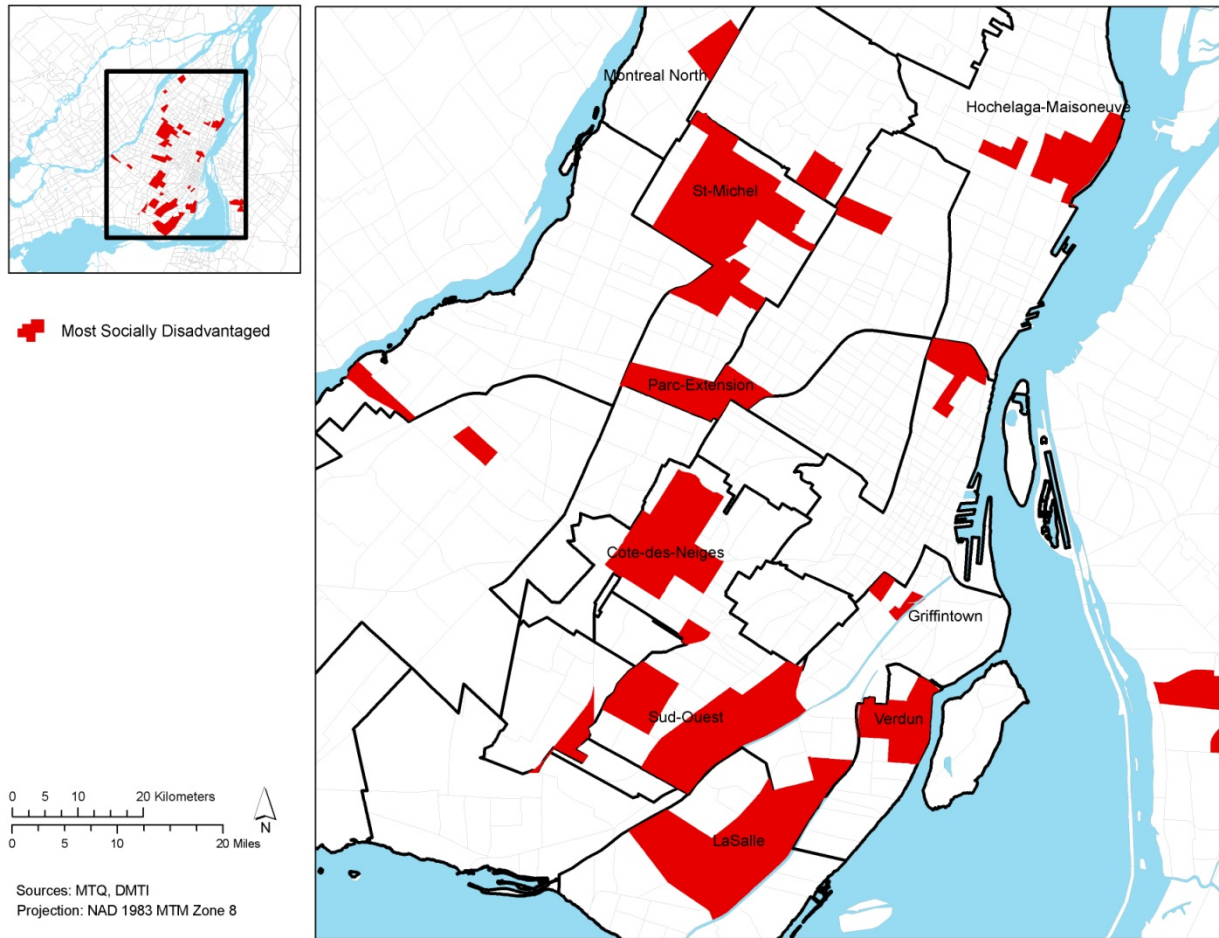 Montreal North
Hochelaga-Maisoneuve
St-Michel
Most Socially Disadvantaged
Parc-Extension
Cote-des-Neiges
Griffintown
Sud-Ouest
Verdun
LaSalle
0 5 10 20 Kilometers
N
0 5 10 20 Miles
Sources: MTQ, DMTI
Projection: NAD 1983 MTM Zone 8